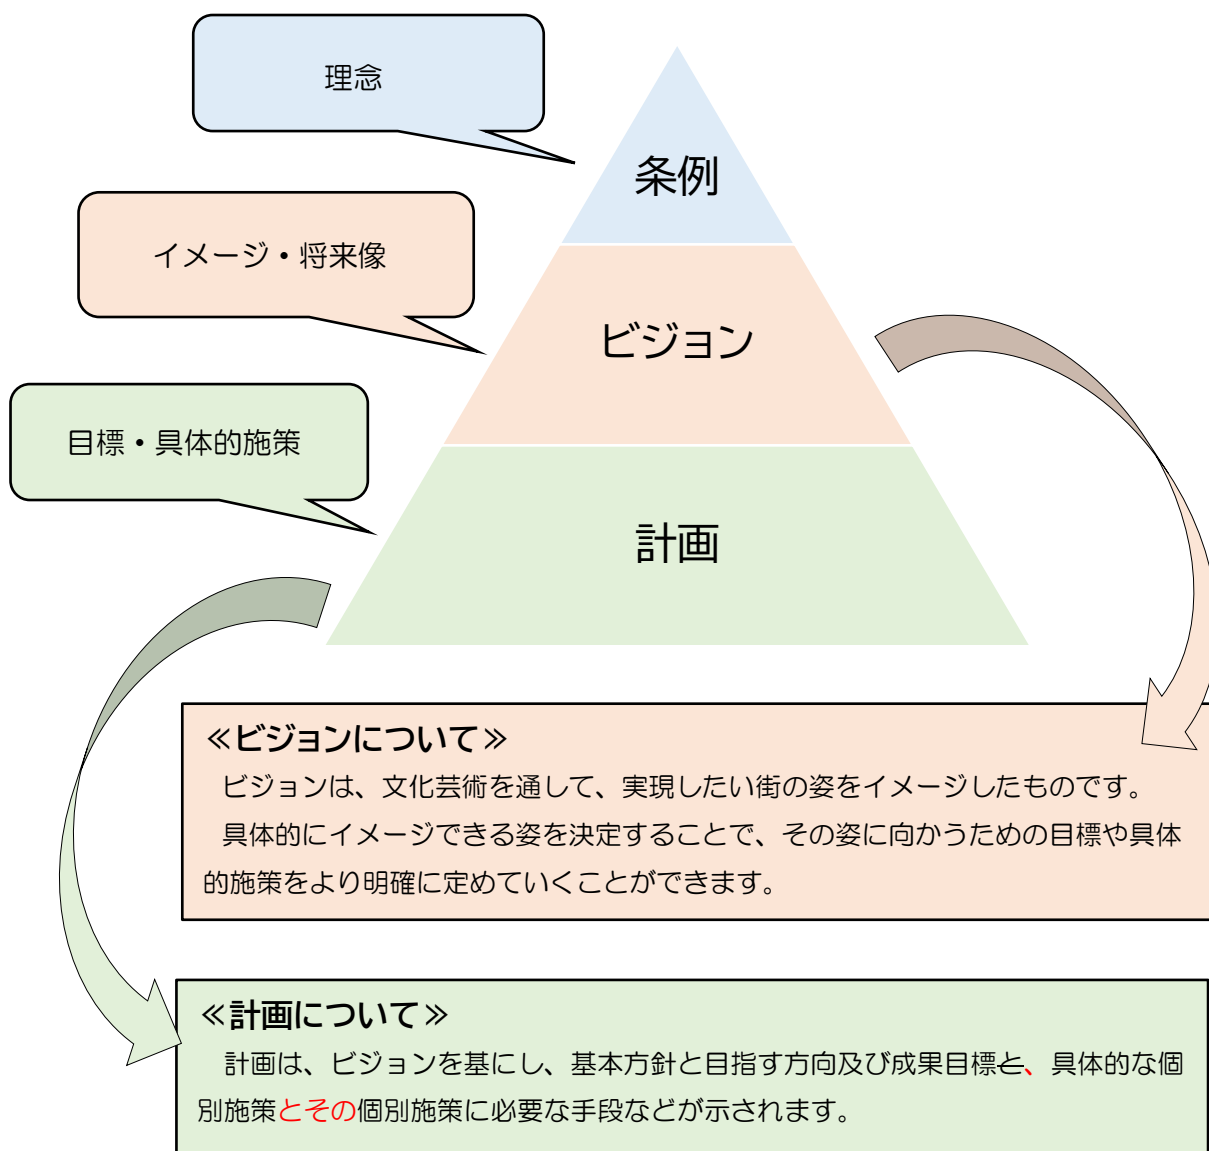 理念
条例
イメージ・将来像
ビジョン
目標・具体的施策
計画
≪ビジョンについて≫
ビジョンは、文化芸術を通して、実現したい街の姿をイメージしたものです。
具体的にイメージできる姿を決定することで、その姿に向かうための目標や具体
的施策をより明確に定めていくことができます。
≪計画について≫
計画は、ビジョンを基にし、基本方針と目指す方向及び成果目標と、具体的な個
別施策とその個別施策に必要な手段などが示されます。